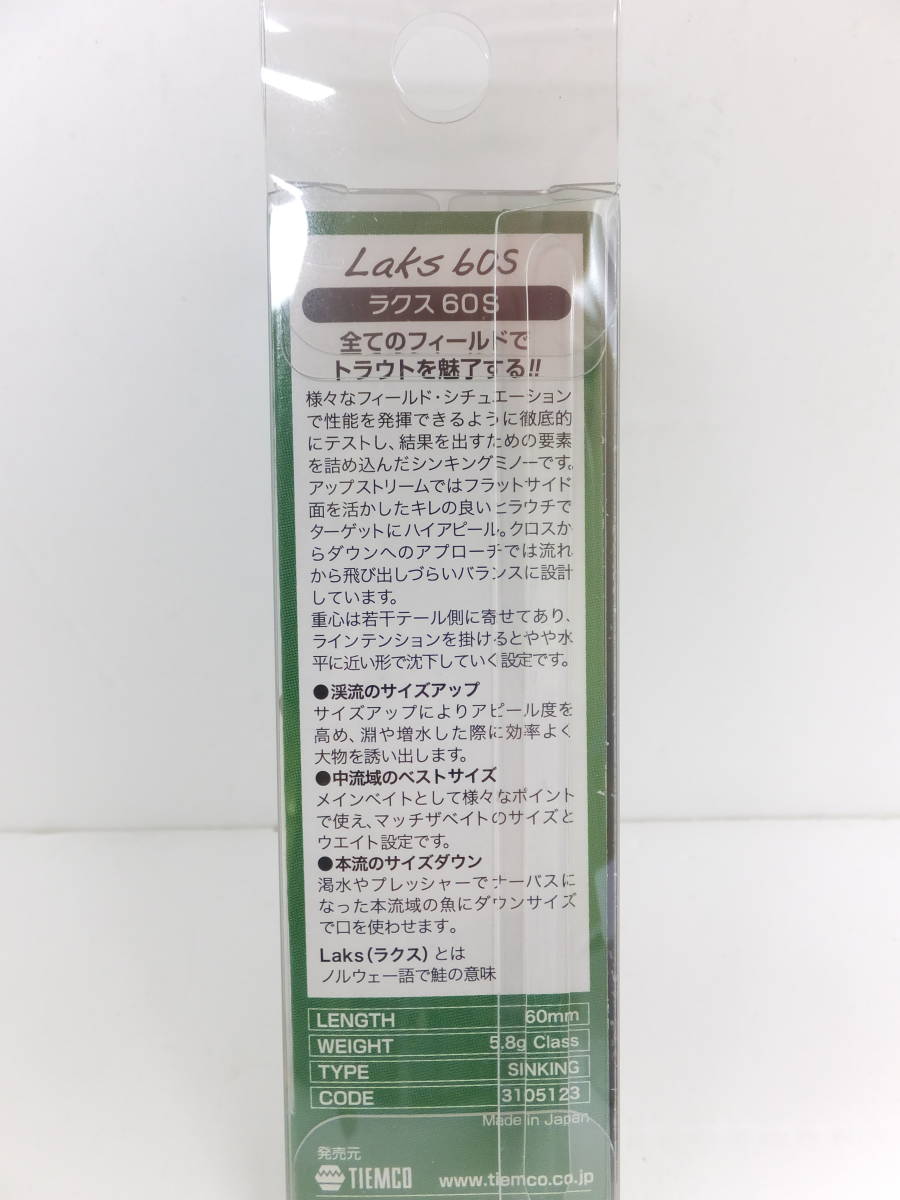 Laks 60S
ラクス 60S
全てのフィールドで
トラウトを魅了する!!
様々なフィールド・シチュエーション
で性能を発揮できるように徹底的
にテストし、結果を出すための要素
を詰め込んだシンキングミノーです。
アップストリームではフラットサイド
面を活かしたキレの良いヒラウチで
ターゲットにハイアピール。クロスか
らダウンへのアプローチでは流れ
から飛び出しづらいバランスに設計
しています。
重心は若干テール側に寄せてあり、
ラインテンションを掛けるとやや水
平に近い形で沈下していく設定です。
●渓流のサイズアップ
サイズアップによりアピール度を
高め、淵や増水した際に効率よく
大物を誘い出します。
●中流域のベストサイズ
メインベイトとして様々なポイント
で使え、マッチザベイトのサイズと
ウエイト設定です。
●本流のサイズダウン
渇水やプレッシャーでナーバスに
なった本流域の魚にダウンサイズ
で口を使わせます。
Laks(ラクス)とは
ノルウェー語で鮭の意味
LENGTH 60mm
WEIGHT 5.8g Class
TYPE SINKING
CODE 3105123
Made in Japan
発売元
TIEMCO www.tiemco.co.jp